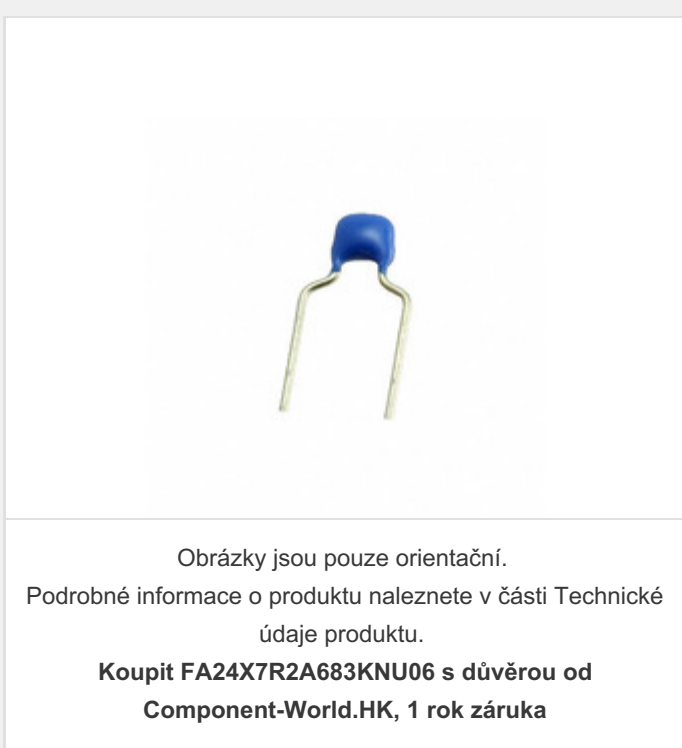 Obrázky jsou pouze orientační.
Podrobné informace o produktu naleznete v části Technické
údaje produktu.
Koupit FA24X7R2A683KNU06 s důvěrou od
Component-World.HK, 1 rok záruka